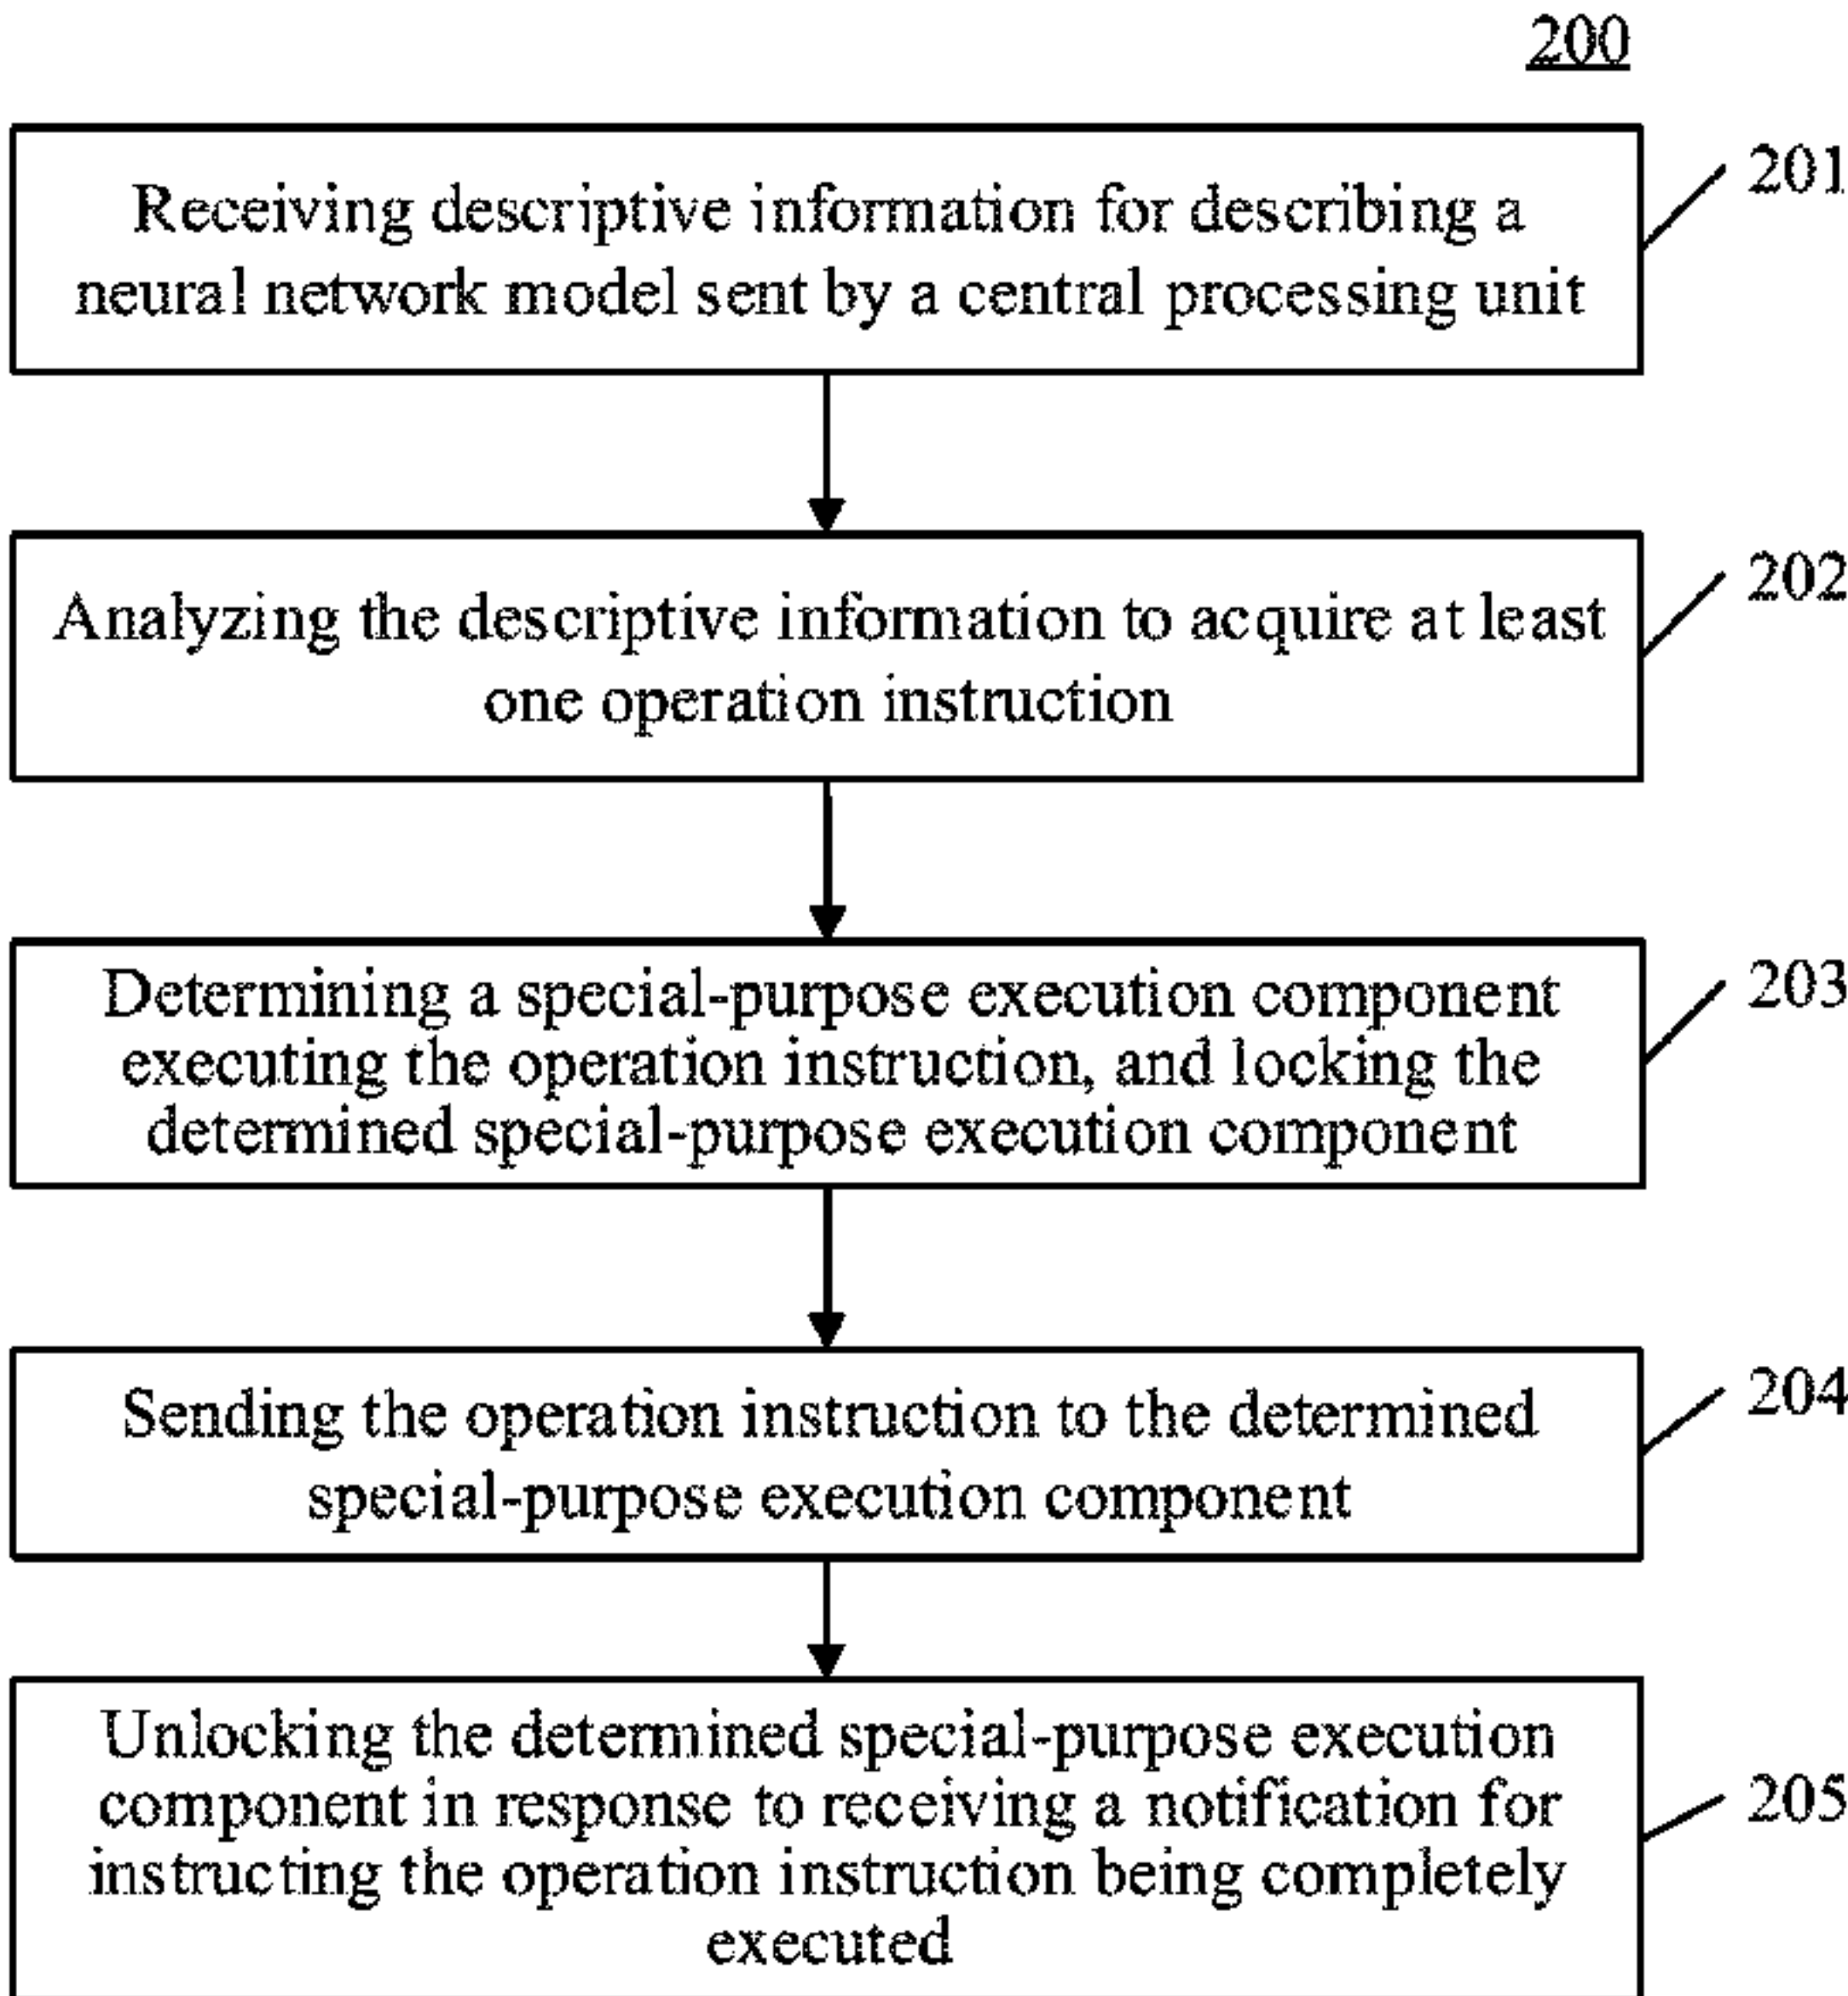 200
Receiving descriptive information for describing a
neural network model sent by a central processing unit
201
Analyzing the descriptive information to acquire at least
one operation instruction
202
Determining a special-purpose execution component
executing the operation instruction, and locking the
determined special-purpose execution component
203
Sending the operation instruction to the determined
special-purpose execution component
204
Unlocking the determined special-purpose execution
component in response to receiving a notification for
instructing the operation instruction being completely
executed
205